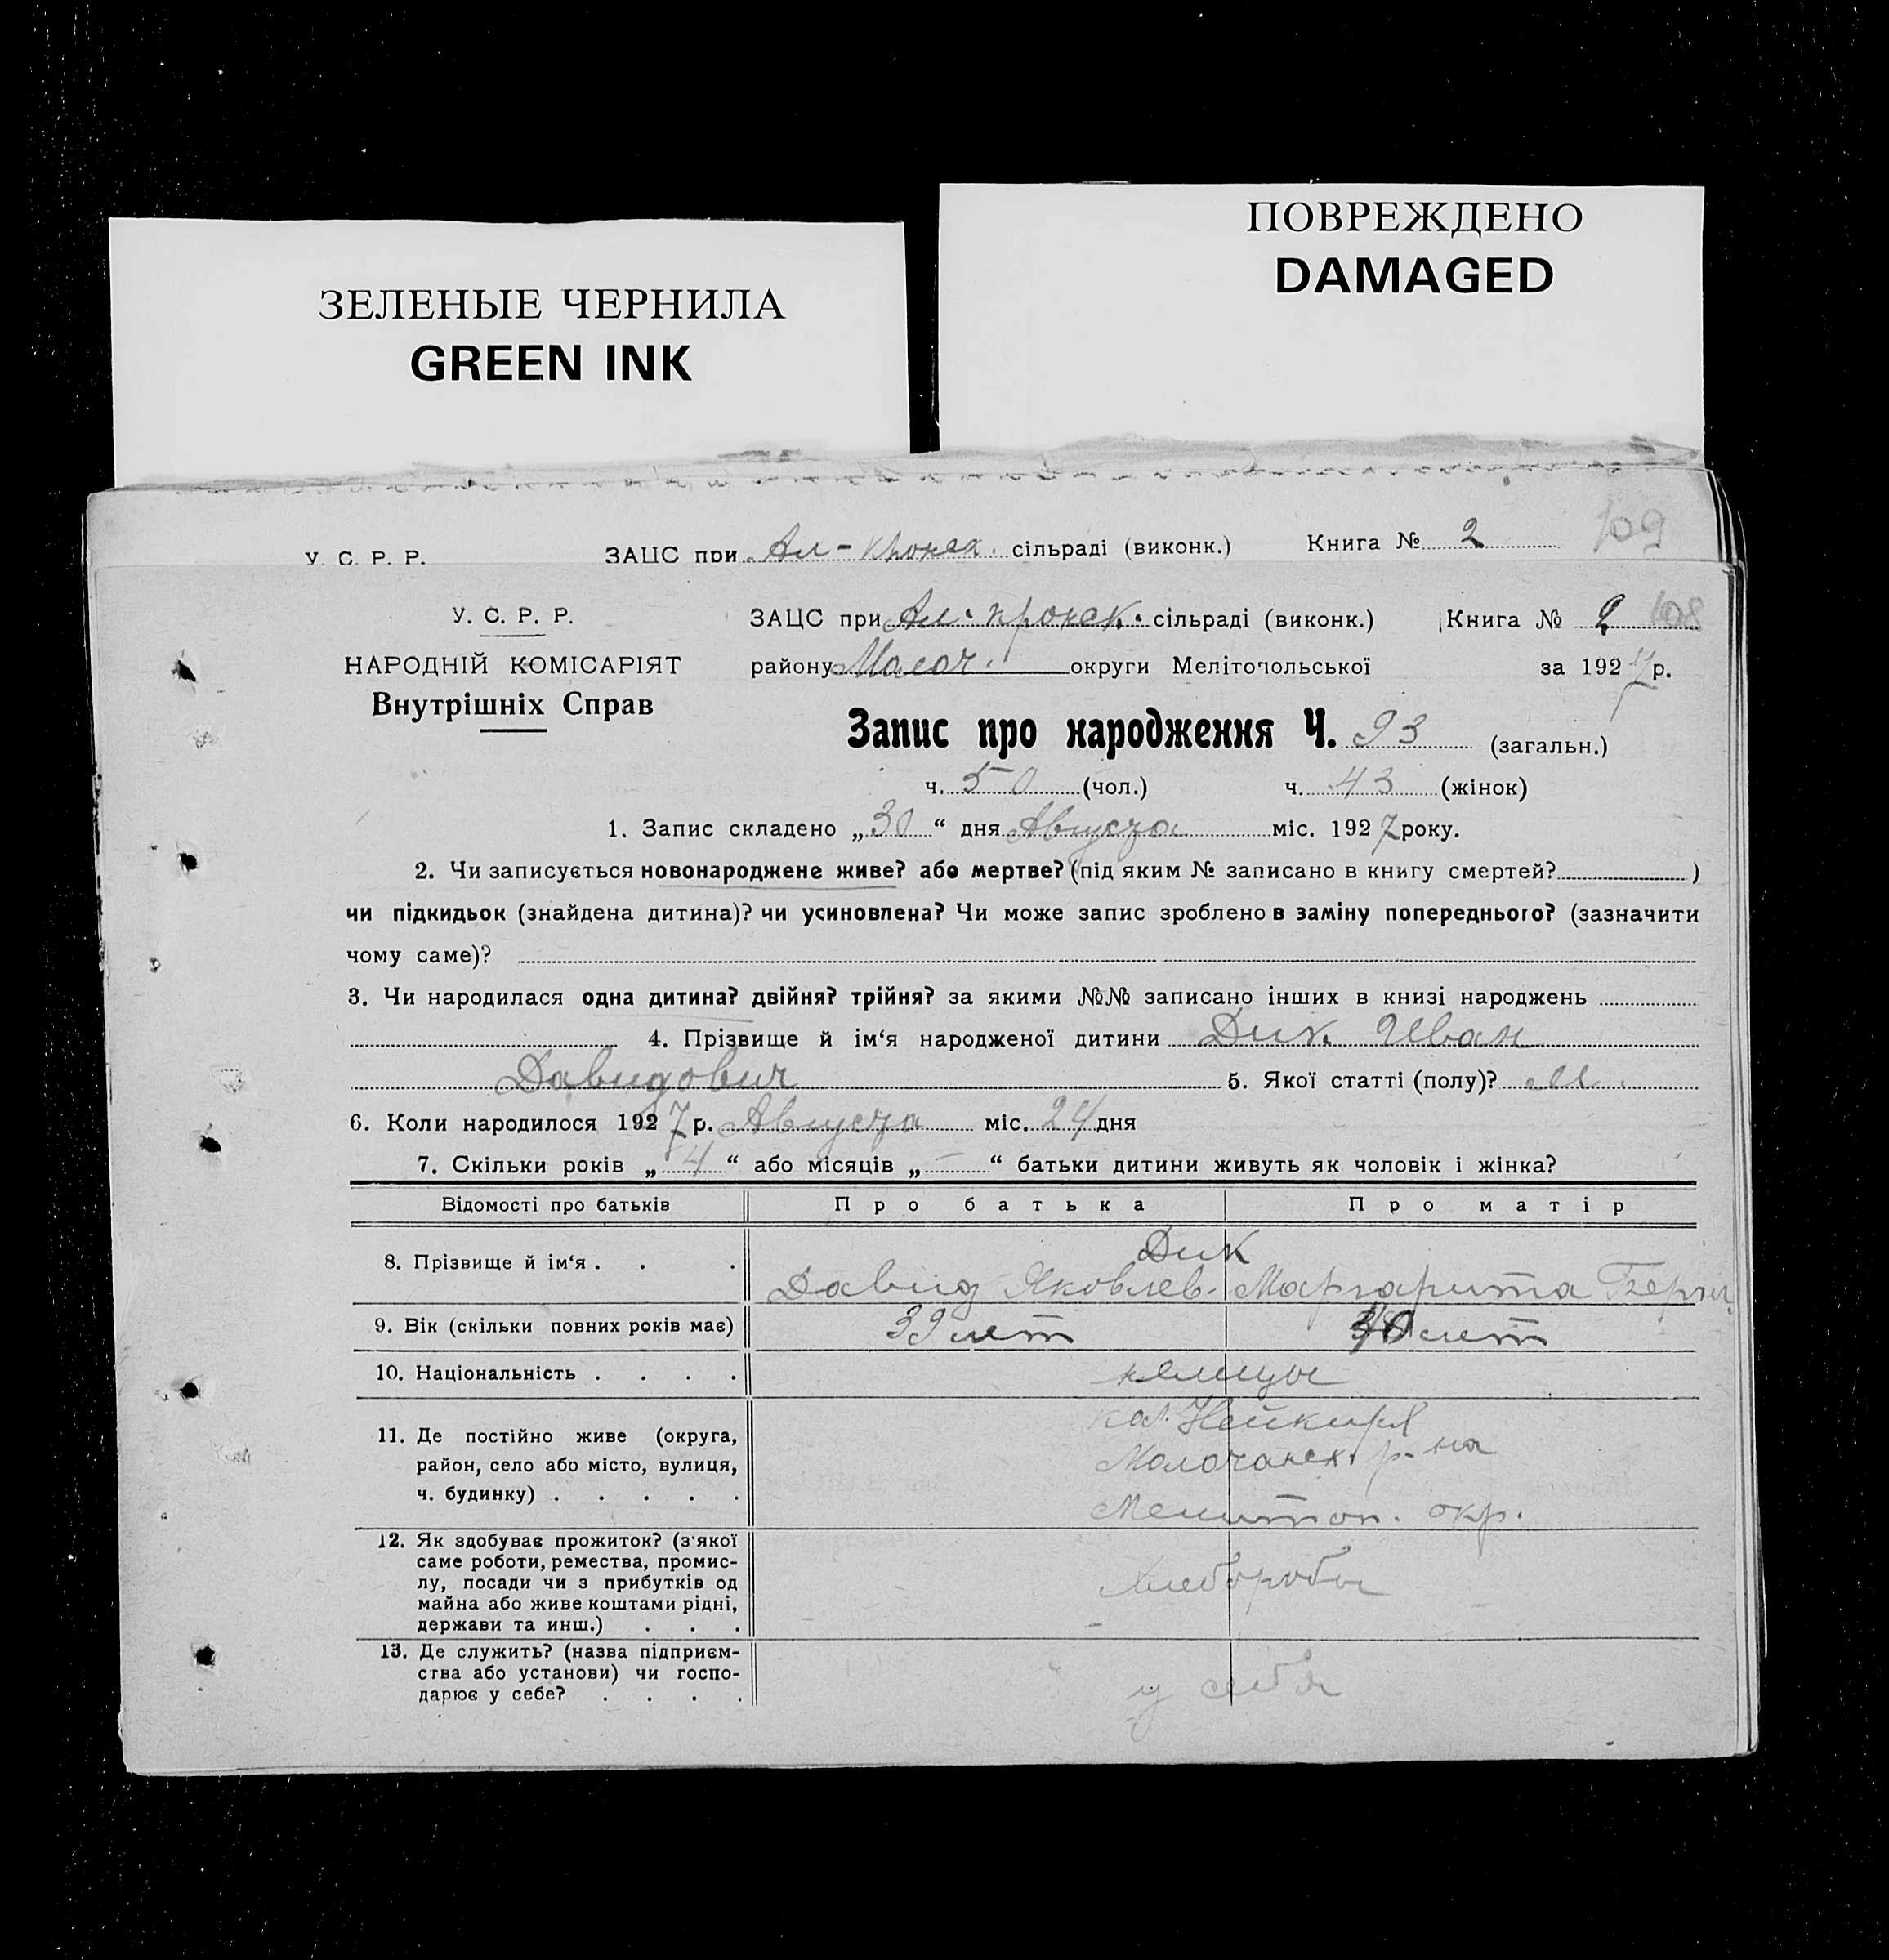 ЗЕЛЕНЫЕ ЧЕРНИЛА
GREEN INK
ПОВРЕЖДЕНО
DAMAGED
У. С. Р. Р. ЗАЦС при Ал-Кронск. сільраді (виконк.) Книга № 2 109
У. С. Р. Р. ЗАЦС при Ал. Кронск. сільраді (виконк.) Книга № 2 108
НАРОДНІЙ КОМІСАРІЯТ району Молоч. округи Мелітопольської за 1927 р.
Внутрішніх Справ
Запис про народження Ч. 93 (загальн.)
ч. 50 (чол.) ч. 43 (жінок)
1. Запис складено „30“ дня Августа міс. 1927 року.
2. Чи записується новонароджене живе? або мертве? (під яким № записано в книгу смертей? )
чи підкидьок (знайдена дитина)? чи усиновлена? Чи може запис зроблено в заміну попереднього? (зазначити
чому саме)?
3. Чи народилася одна дитина? двійня? трійня? за якими №№ записано інших в книзі народжень
4. Прізвище й ім‘я народженої дитини Дик Иван
Давидович 5. Якої статті (полу)? м.
6. Коли народилося 1927 р. Августа міс. 24 дня
7. Скільки років „4“ або місяців „—“ батьки дитини живуть як чоловік і жінка?
Відомості про батьків Про батька Про матір
Дик
8. Прізвище й ім‘я . . .
Давид Яковлев. Маргарита
9. Вік (скільки повних років має) 39 лет лет
10. Національність . . . . немцы
кол. Нейкирх
11. Де постійно живе (округа,
район, село або місто, вулиця, Молочанск. р-на
ч. будинку) . . . . .
Мелитоп. окр.
12. Як здобуває прожиток? (з‘якої
саме роботи, ремества, промис-
лу, посади чи з прибутків од хлеборобы
майна або живе коштами рідні,
держави та инш.) . . .
13. Де служить? (назва підприєм-
ства або установи) чи госпо-
дарює у себе? . . . . у себя